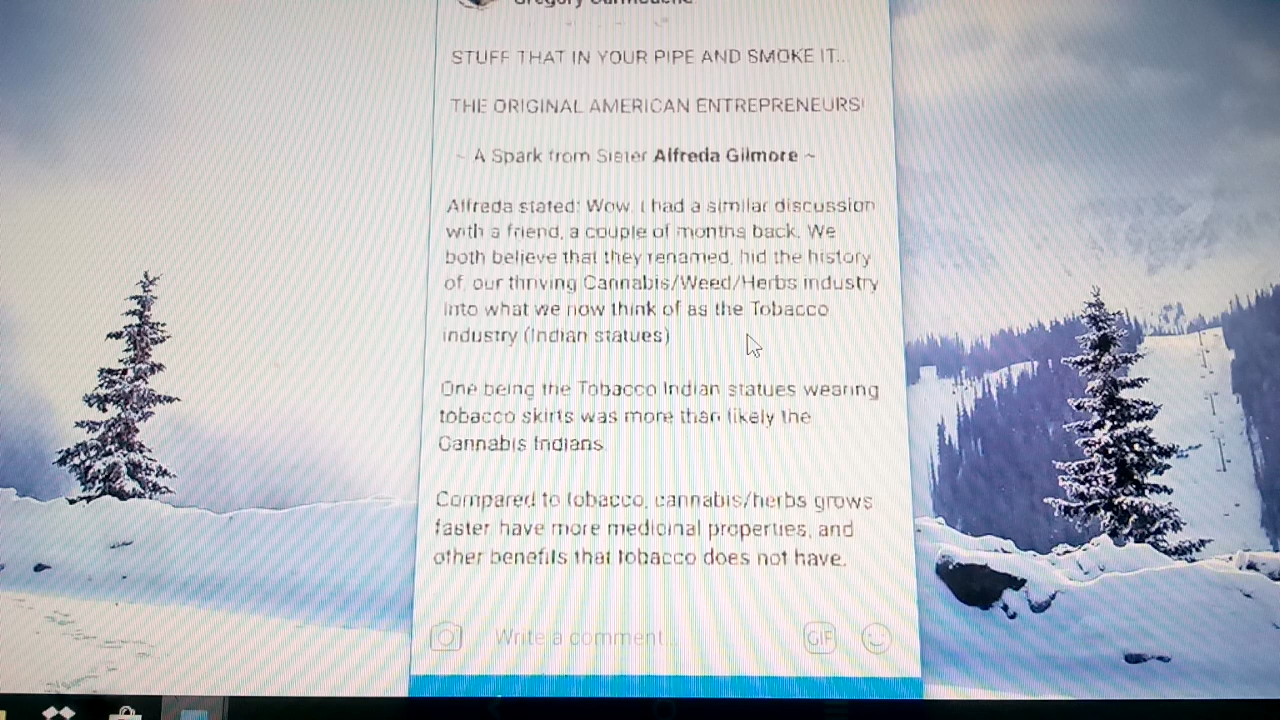 Gregory
STUFF THAT IN YOUR PIPE AND SMOKE IT...
THE ORIGINAL AMERICAN ENTREPRENEURS!
~ A Spark from Sister Alfreda Gilmore ~
Alfreda stated: Wow. I had a similar discussion
with a friend, a couple of months back. We
both believe that they renamed, hid the history
of, our thriving Cannabis/Weed/Herbs industry
into what we now think of as the Tobacco
industry (Indian statues)
One being the Tobacco Indian statues wearing
tobacco skirts was more than likely the
Cannabis Indians.
Compared to tobacco, cannabis/herbs grows
faster, have more medicinal properties, and
other benefits that tobacco does not have.
Write a comment...
GIF